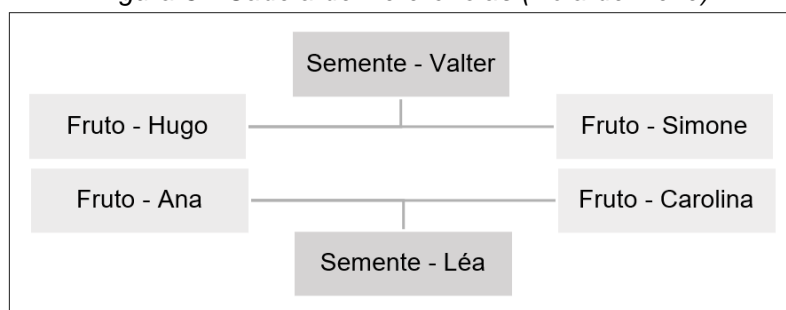 Semente - Valter
Fruto - Hugo
Fruto - Simone
Fruto - Ana
Fruto - Carolina
Semente - Léa